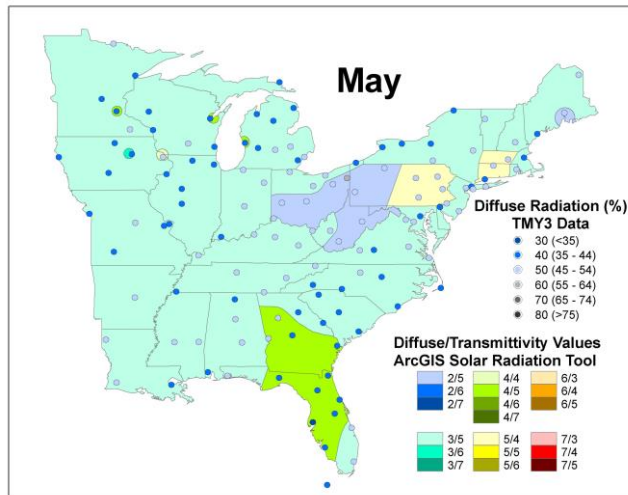 May
Diffuse Radiation (%)
TMY3 Data
30 (<35)
40 (35 - 44)
50 (45 - 54)
60 (55 - 64)
70 (65 - 74)
80 (>75)
Diffuse/Transmittivity Values
ArcGIS Solar Radiation Tool
2/5 4/4 6/3
2/6 4/5 6/4
2/7 4/6 6/5
4/7
3/5 5/4 7/3
3/6 5/5 7/4
3/7 5/6 7/5